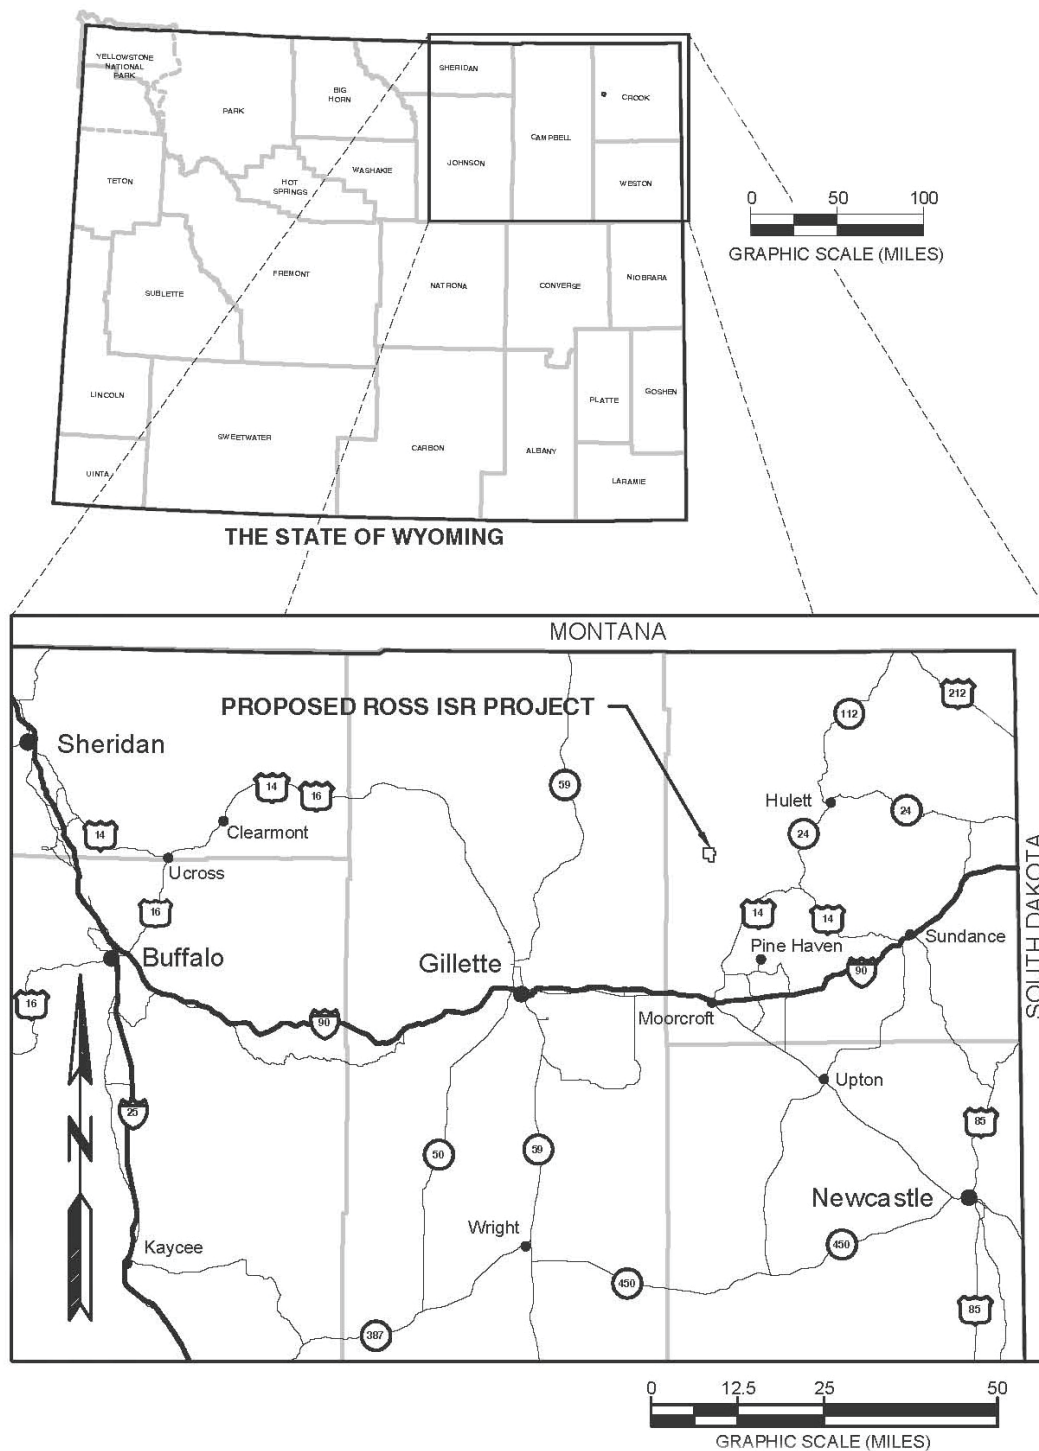 YELLOWSTONE
NATIONAL
PARK
SHERIDAN
BIG
HORN
PARK
CROOK
CAMPBELL
JOHNSON
WASHAKIE
TETON
HOT
SPRINGS
WESTON
0 50 100
GRAPHIC SCALE (MILES)
FREMONT
NATRONA
CONVERSE
NIOBRARA
SUBLETTE
LINCOLN
PLATTE
GOSHEN
SWEETWATER
CARBON
ALBANY
UINTA
LARAMIE
THE STATE OF WYOMING
MONTANA
PROPOSED ROSS ISR PROJECT
212
112
Sheridan
59
14
16
Hulett
24
Clearmont
14
24
SOUTH DAKOTA
Ucross
16
14
14
Sundance
Pine Haven
Buffalo
Gillette
90
16
Moorcroft
90
Upton
25
85
50
59
Newcastle
N
Wright
Kaycee
450
450
85
387
0 12.5 25 50
GRAPHIC SCALE (MILES)